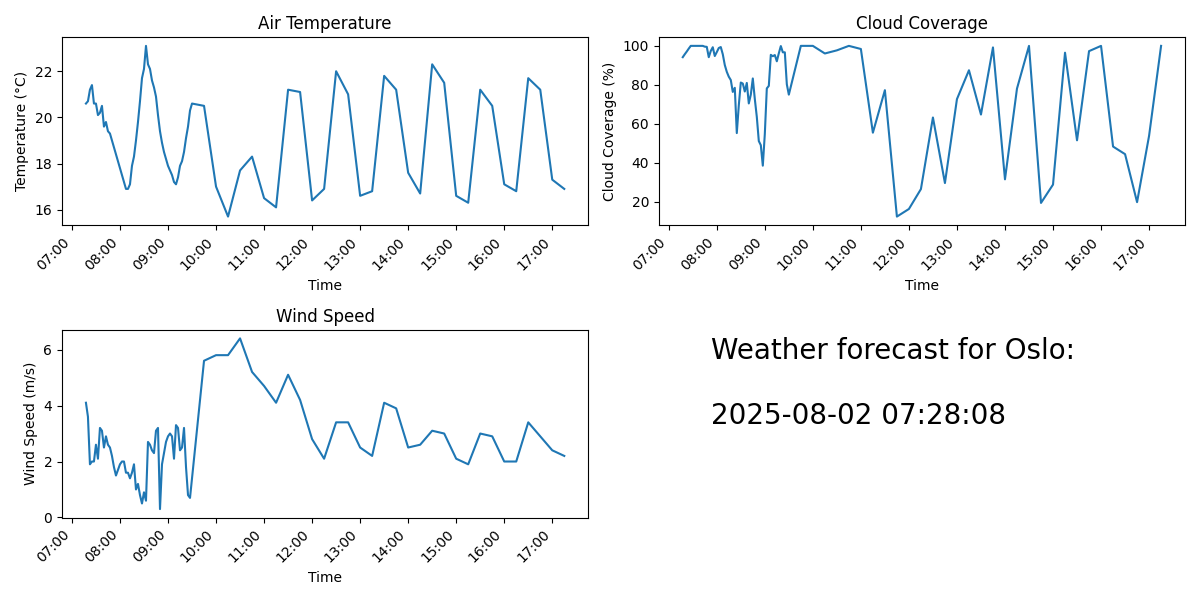 Air Temperature
Temperature (°C)
22
20
18
16
07:00 08:00 09:00 10:00 11:00 12:00 13:00 14:00 15:00 16:00 17:00
Time
Cloud Coverage
Cloud Coverage (%)
100
80
60
40
20
07:00 08:00 09:00 10:00 11:00 12:00 13:00 14:00 15:00 16:00 17:00
Time
Wind Speed
Wind Speed (m/s)
6
4
2
0
07:00 08:00 09:00 10:00 11:00 12:00 13:00 14:00 15:00 16:00 17:00
Time
Weather forecast for Oslo:
2025-08-02 07:28:08